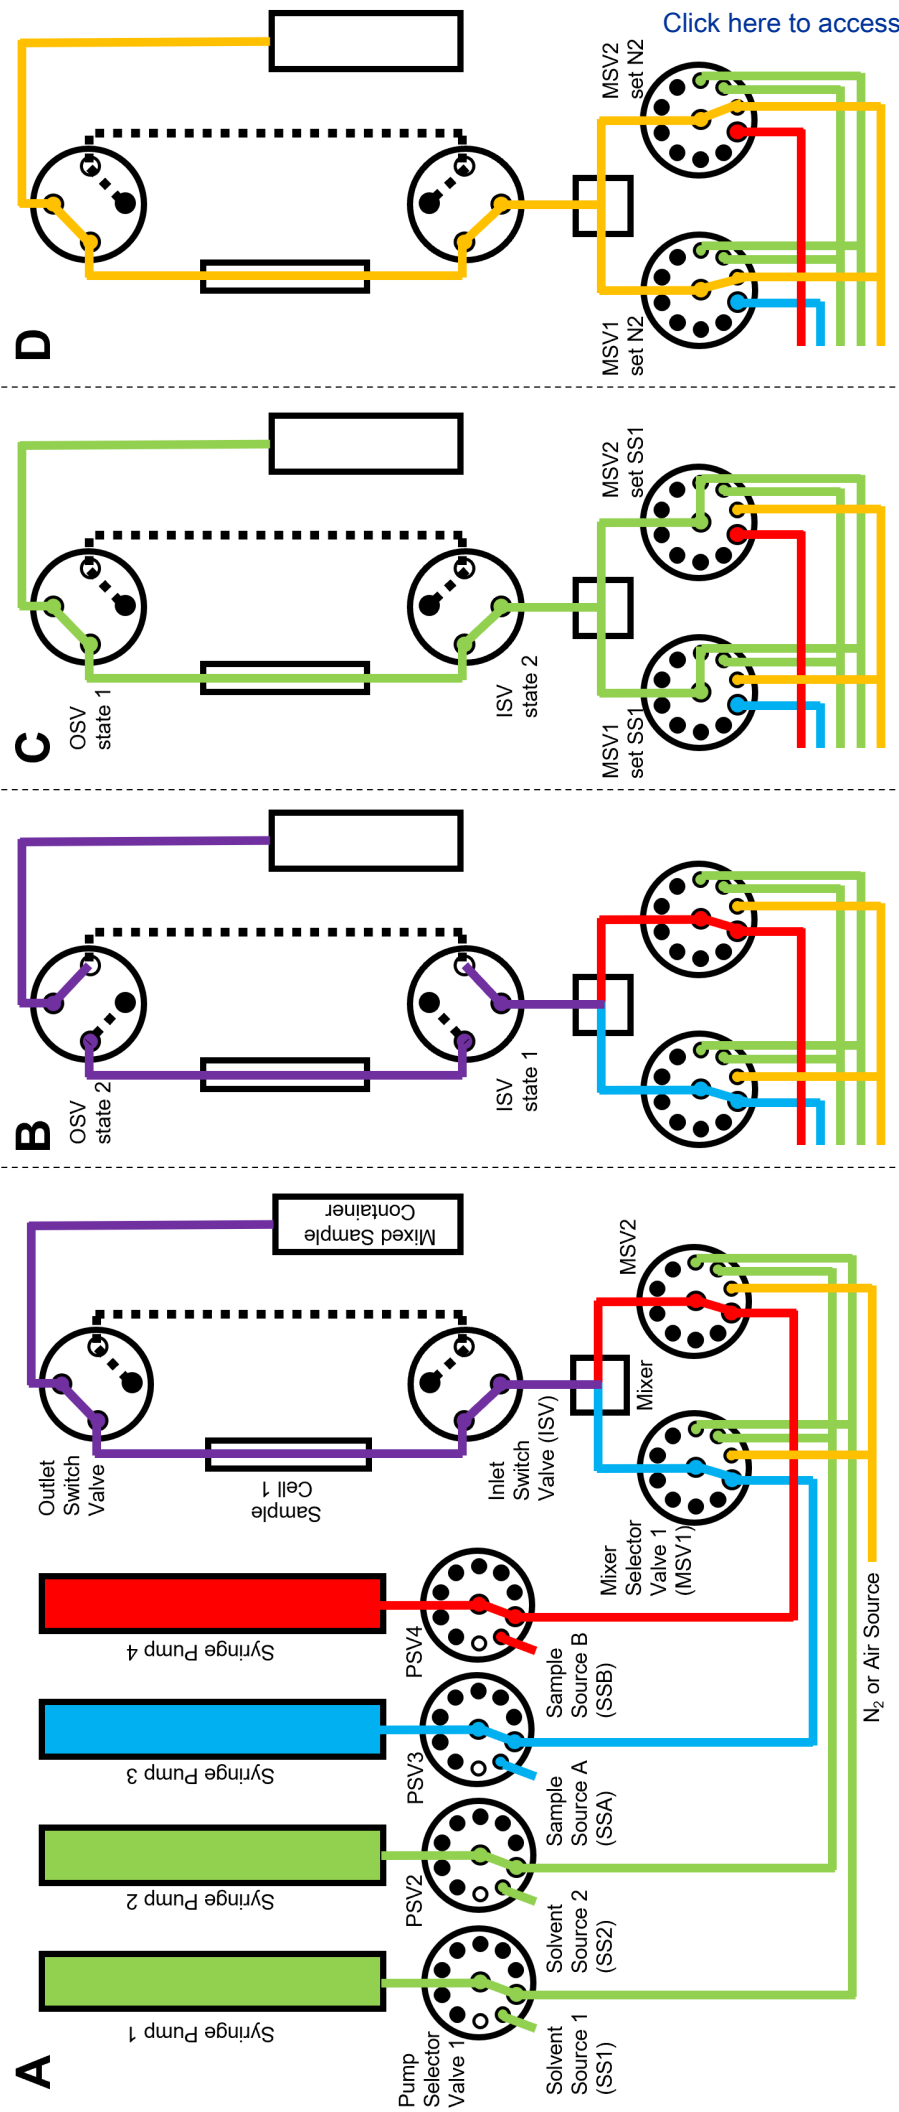 Click here to access
D
MSV1
set N2
MSV2
set N2
C
OSV
state 1
ISV
state 2
MSV1
set SS1
MSV2
set SS1
B
OSV
state 2
ISV
state 1
A
Syringe Pump 1
Syringe Pump 2
Syringe Pump 3
Syringe Pump 4
Pump
Selector
Valve 1
PSV2
PSV3
PSV4
Solvent
Source 1
(SS1)
Solvent
Source 2
(SS2)
Sample
Source A
(SSA)
Sample
Source B
(SSB)
Outlet
Switch
Valve
Sample
Cell 1
Inlet
Switch
Valve (ISV)
Mixed Sample
Container
Mixer
Mixer
Selector
Valve 1
(MSV1)
MSV2
N2 or Air Source